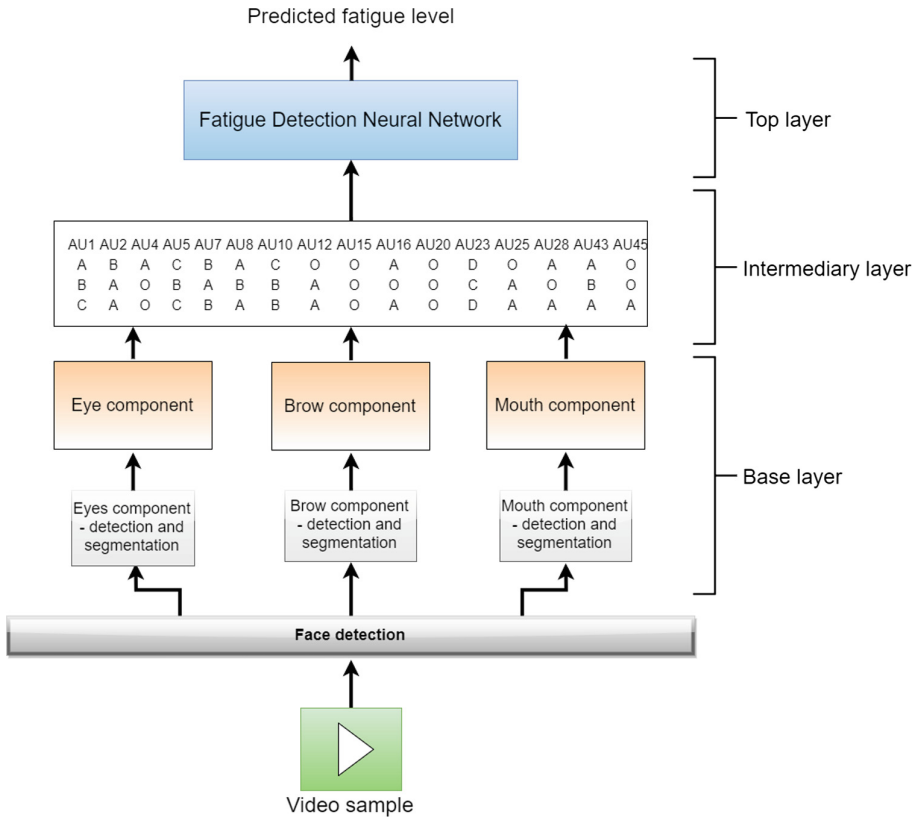 Predicted fatigue level
Fatigue Detection Neural Network
Top layer
AU1 AU2 AU4 AU5 AU7 AU8 AU10 AU12 AU15 AU16 AU20 AU23 AU25 AU28 AU43 AU45
A B A C B A C O O A O D O A A O
B A O B A B B A O O O C A O B O
C A O C B A B A O A O D A A A A
Intermediary layer
Eye component
Brow component
Mouth component
Base layer
Eyes component
- detection and
segmentation
Brow component
- detection and
segmentation
Mouth component
- detection and
segmentation
Face detection
Video sample